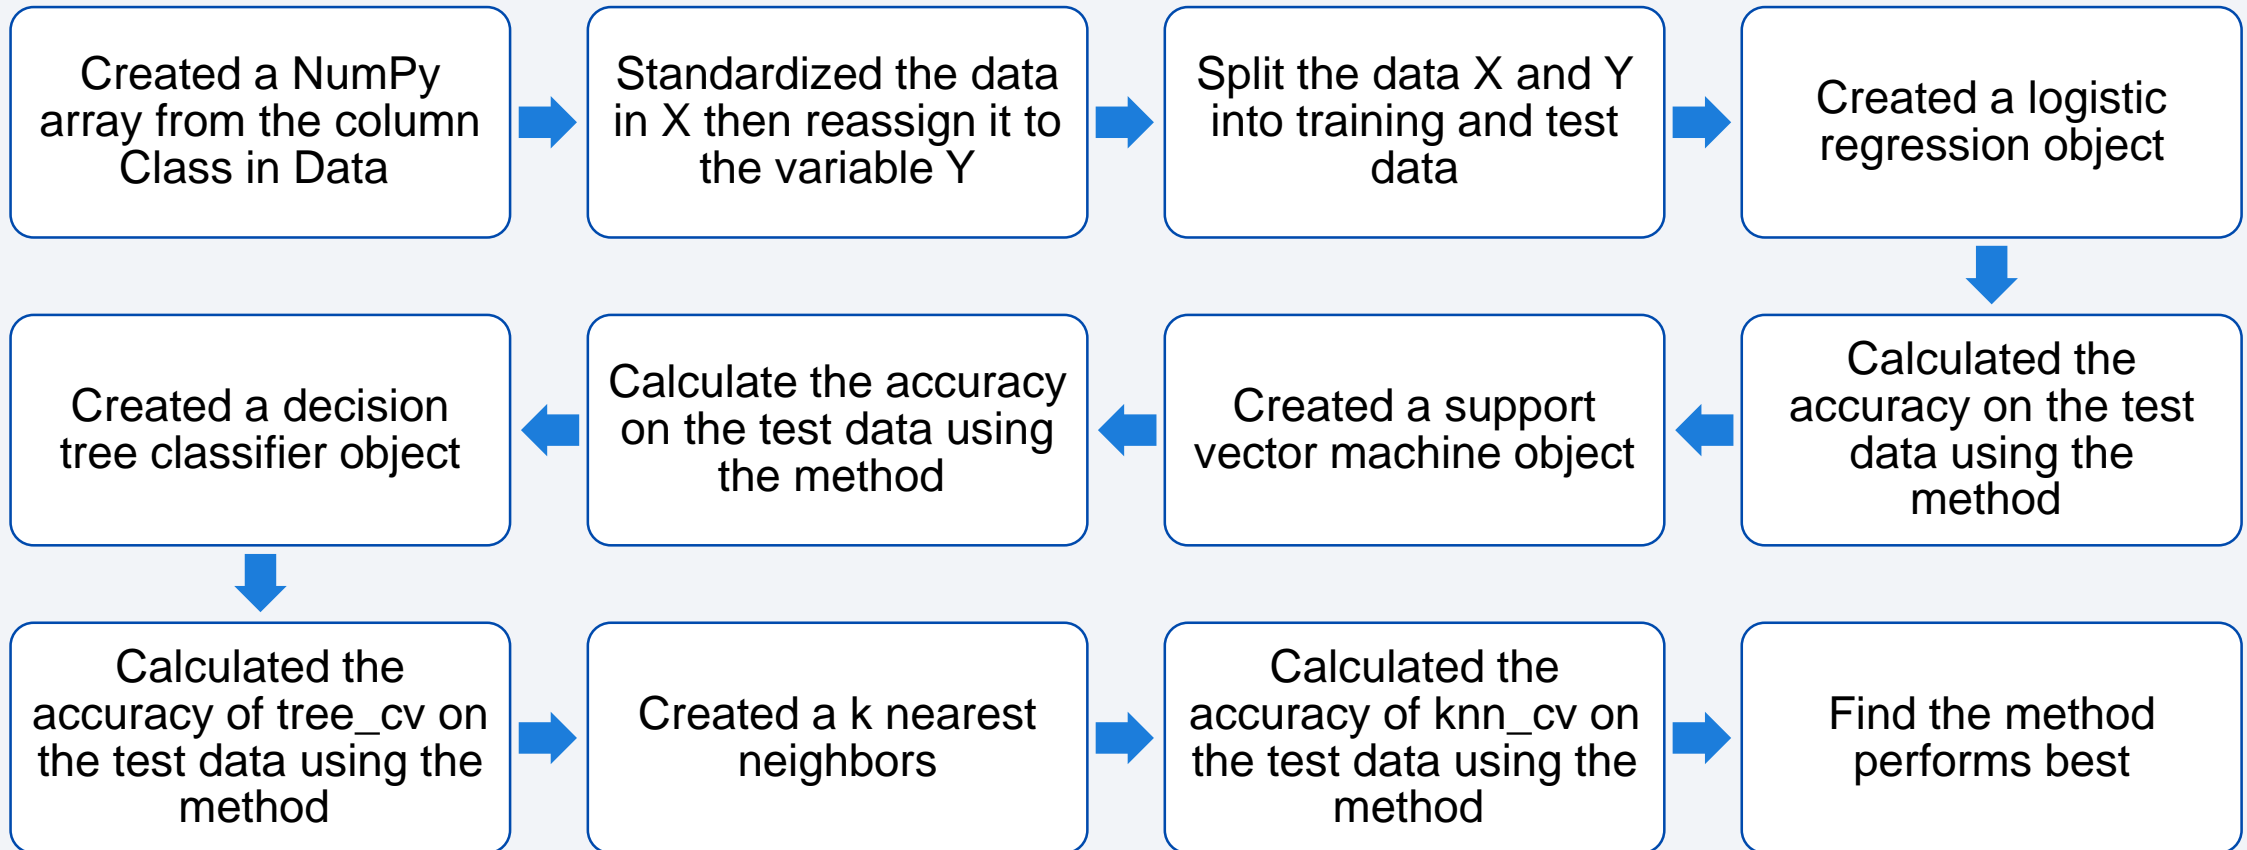 Created a NumPy
array from the column
Class in Data
Standardized the data
in X then reassign it to
the variable Y
Split the data X and Y
into training and test
data
Created a logistic
regression object
Calculated the
accuracy on the test
data using the
method
Created a support
vector machine object
Calculate the accuracy
on the test data using
the method
Created a decision
tree classifier object
Calculated the
accuracy of tree_cv on
the test data using the
method
Created a k nearest
neighbors
Calculated the
accuracy of knn_cv on
the test data using the
method
Find the method
performs best